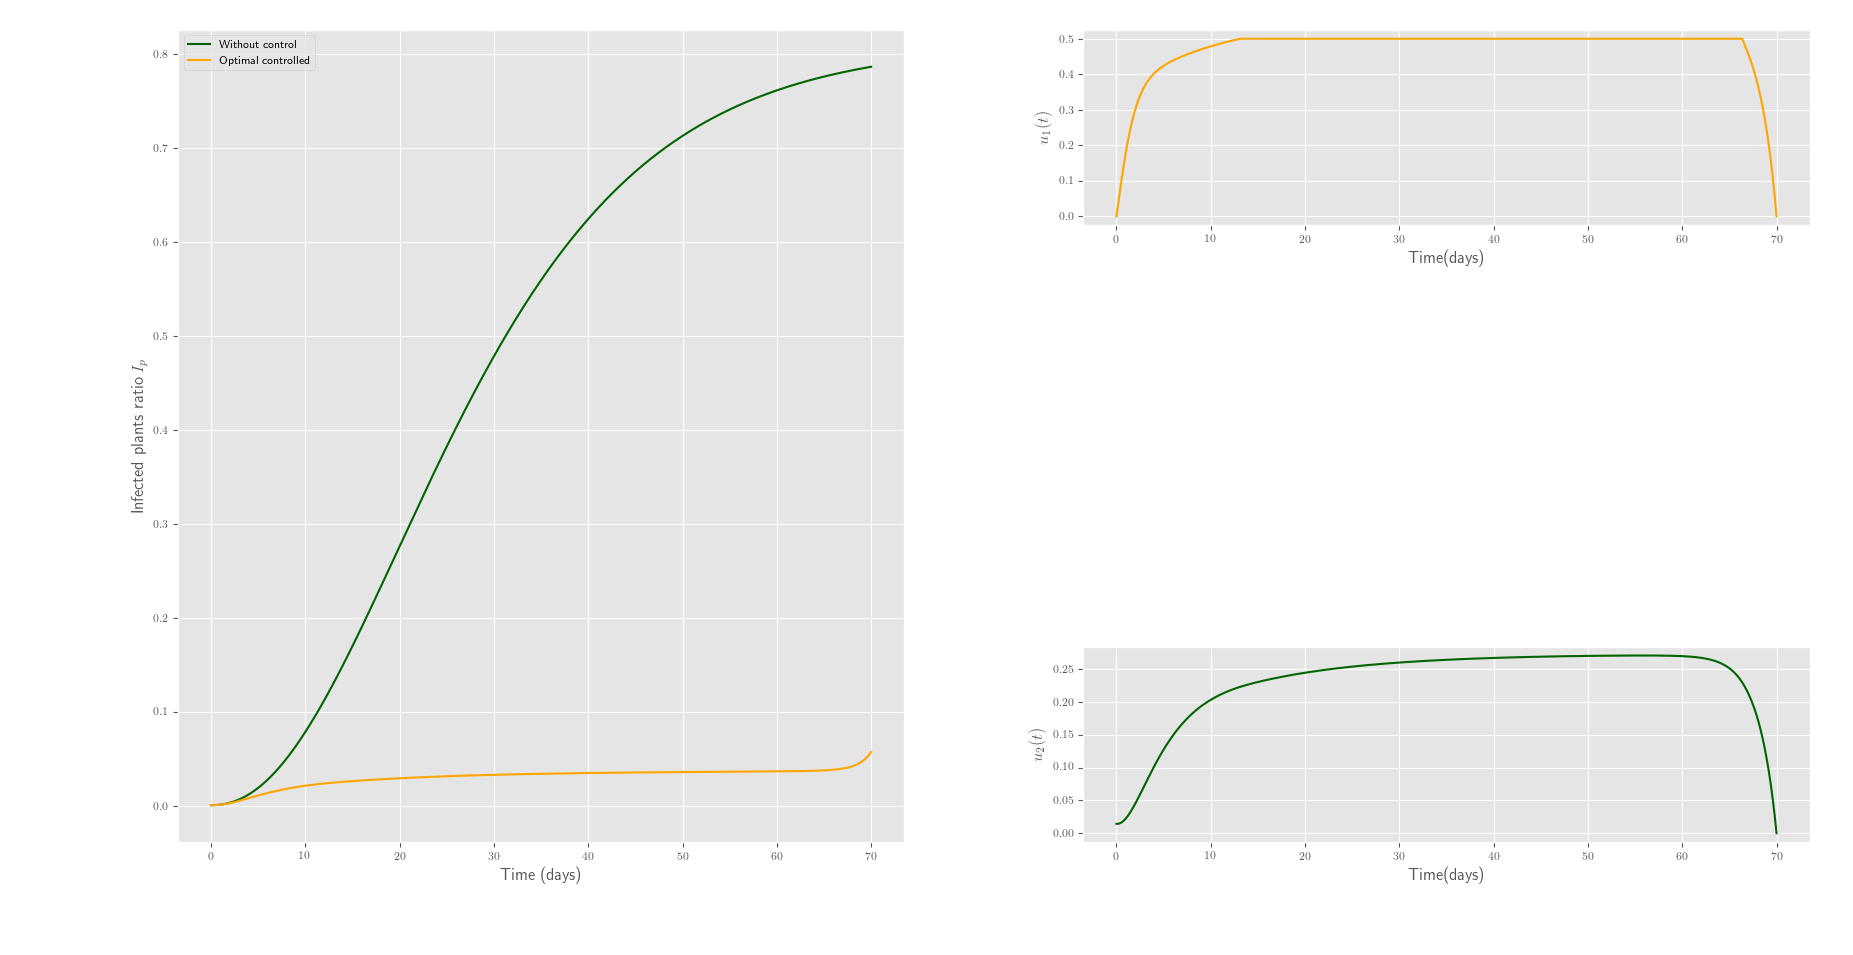 Without control
Optimal controlled
0.8
0.7
0.6
0.5
0.4
0.3
0.2
0.1
0.0
Infected plants ratio I_p
0 10 20 30 40 50 60 70
Time (days)
0.5
0.4
0.3
0.2
0.1
0.0
u_1(t)
0 10 20 30 40 50 60 70
Time(days)
0.25
0.20
0.15
0.10
0.05
0.00
u_2(t)
0 10 20 30 40 50 60 70
Time(days)